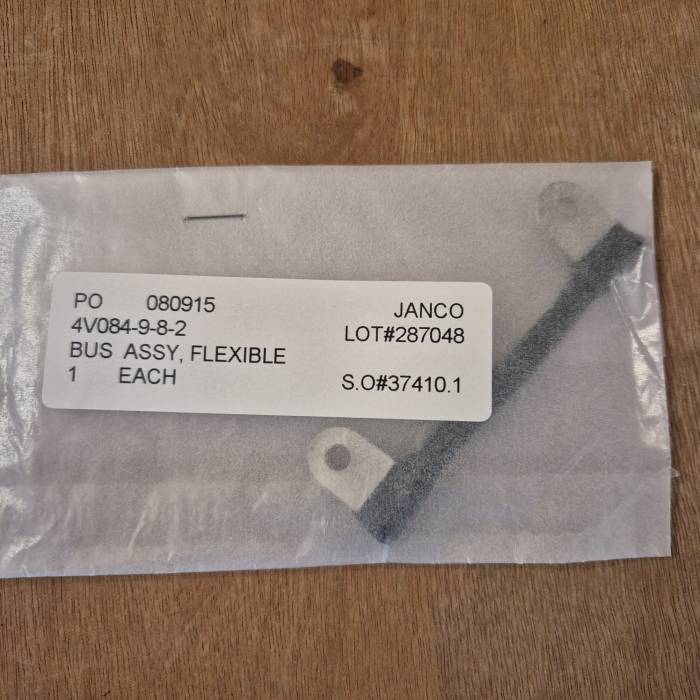 PO 080915
4V084-9-8-2
BUS ASSY, FLEXIBLE
1 EACH
JANCO
LOT#287048
S.O#37410.1